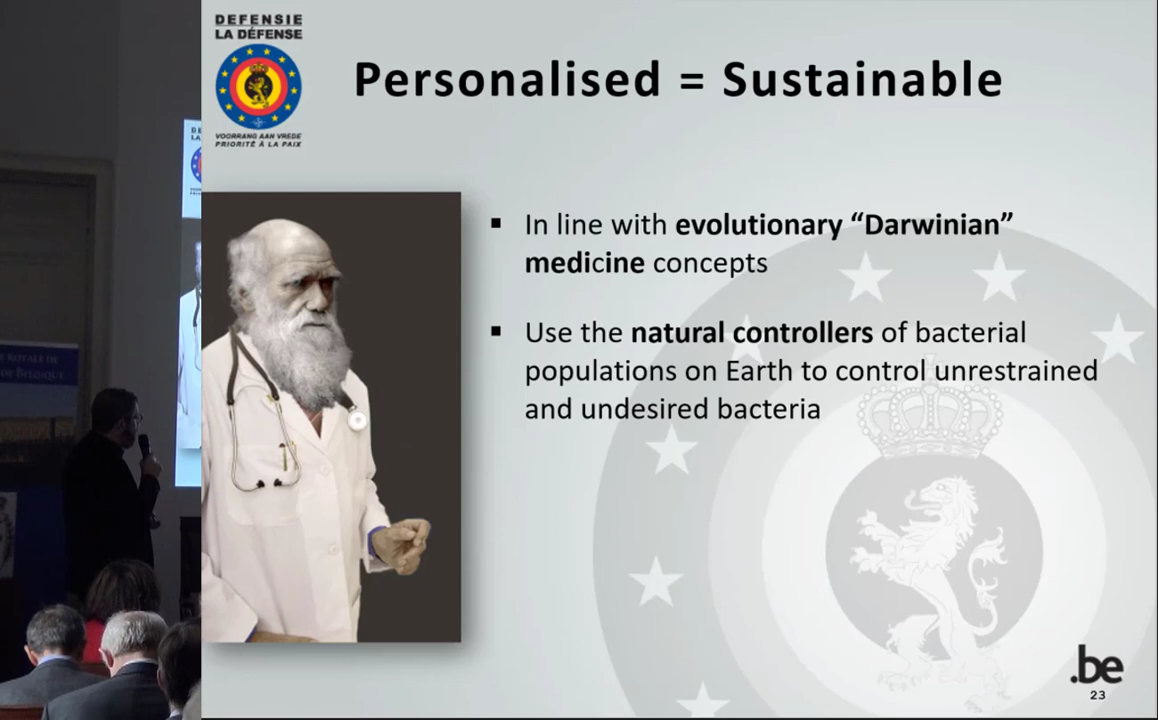 DEFENSIE
LA DÉFENSE
VOORRANG AAN VREDE
PRIORITÉ À LA PAIX
Personalised = Sustainable
▪ In line with evolutionary “Darwinian”
medicine concepts
▪ Use the natural controllers of bacterial
populations on Earth to control unrestrained
and undesired bacteria
.be
23